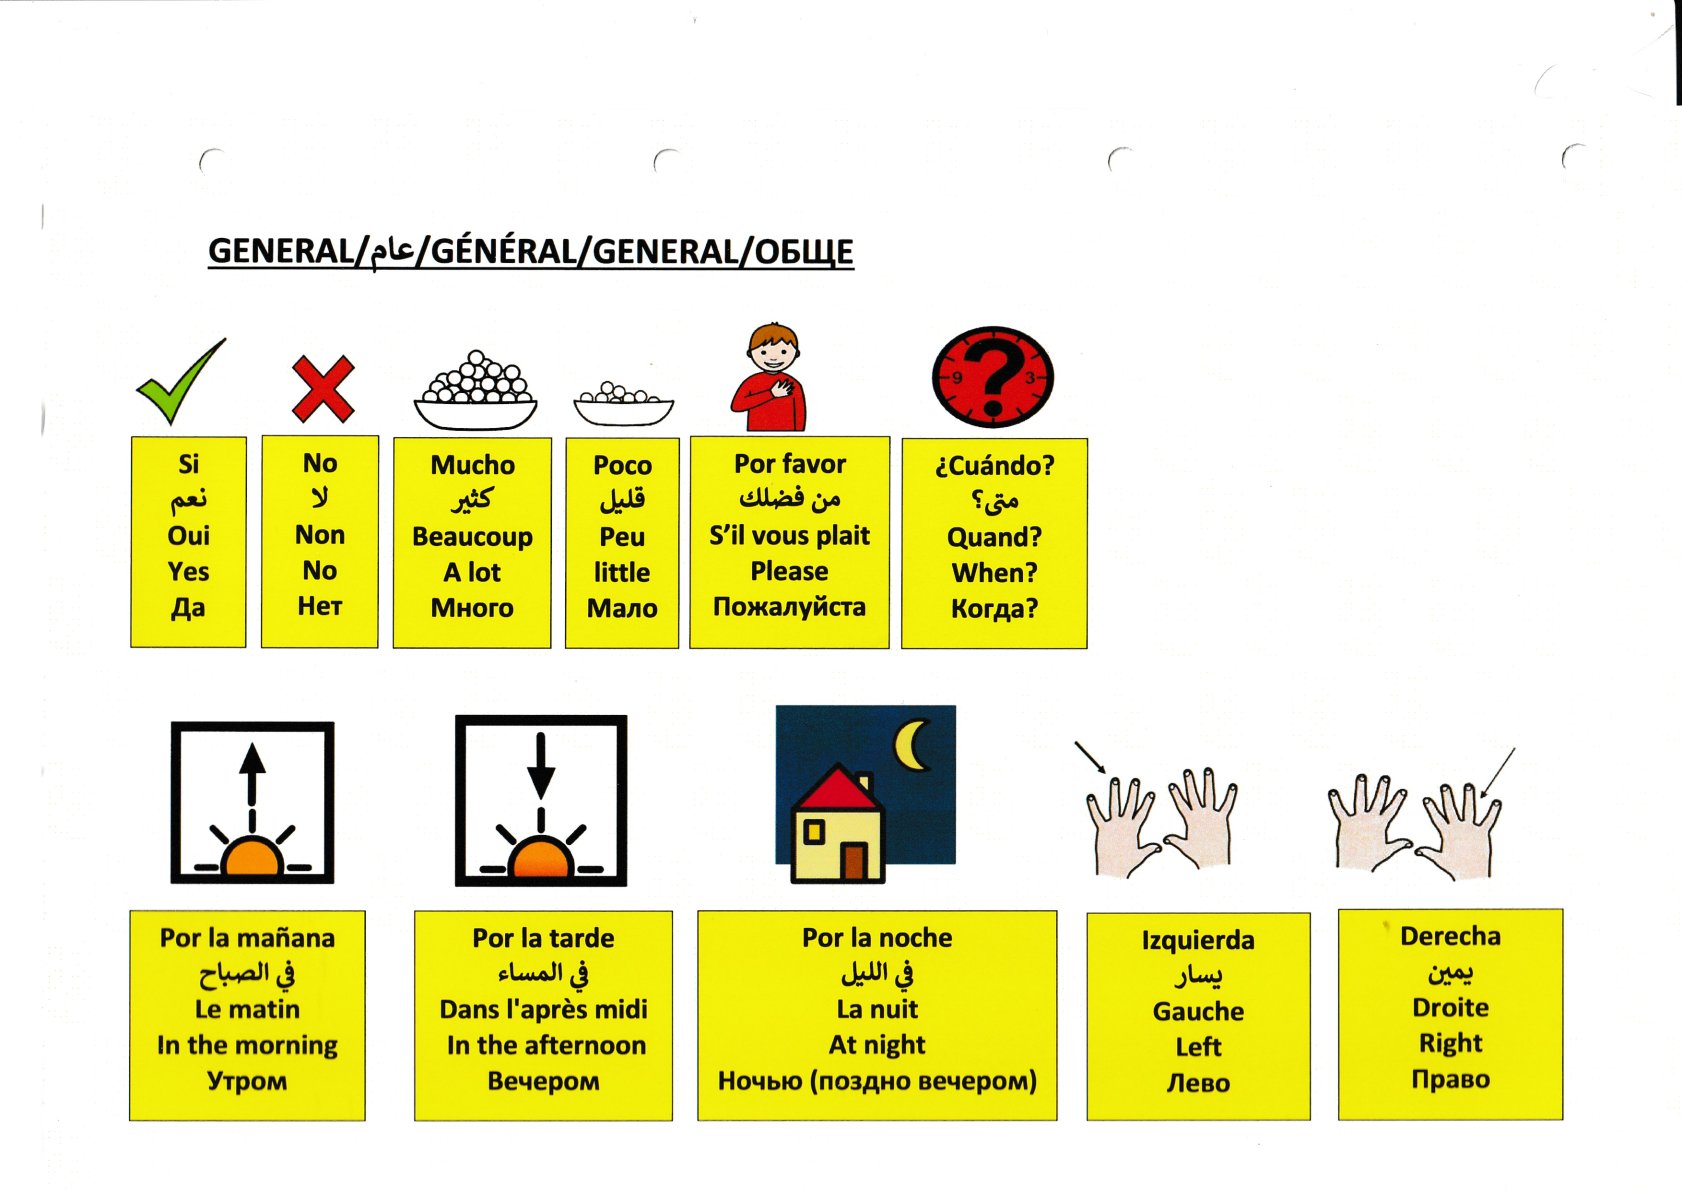 GENERAL/عام/GÉNÉRAL/GENERAL/ОБЩЕ
9 3
Si
نعم
Oui
Yes
Да
No
لا
Non
No
Нет
Mucho
كثير
Beaucoup
A lot
Много
Poco
قليل
Peu
little
Мало
Por favor
من فضلك
S’il vous plait
Please
Пожалуйста
¿Cuándo?
متى؟
Quand?
When?
Когда?
Por la mañana
في الصباح
Le matin
In the morning
Утром
Por la tarde
في المساء
Dans l'après midi
In the afternoon
Вечером
Por la noche
في الليل
La nuit
At night
Ночью (поздно вечером)
Izquierda
يسار
Gauche
Left
Лево
Derecha
يمين
Droite
Right
Право